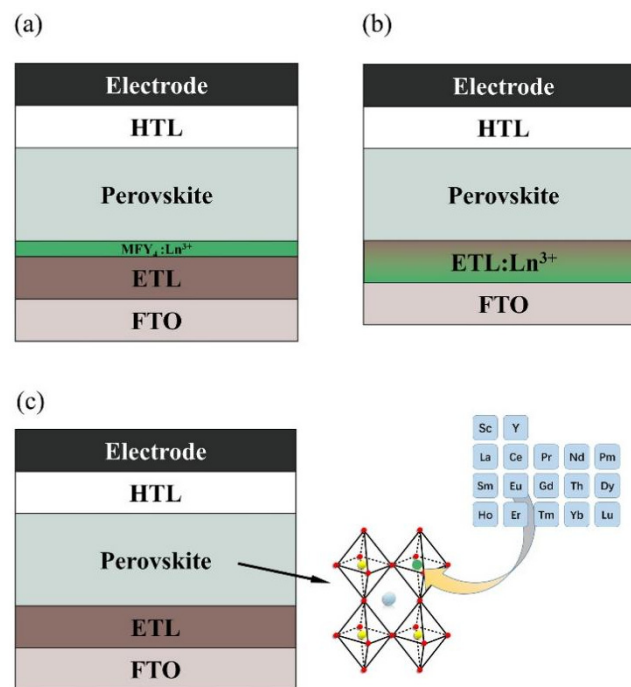 (a)
Electrode
HTL
Perovskite
MFY₄:Ln³⁺
ETL
FTO
(b)
Electrode
HTL
Perovskite
ETL:Ln³⁺
FTO
(c)
Electrode
HTL
Perovskite
ETL
FTO
Sc Y
La Ce Pr Nd Pm
Sm Eu Gd Th Dy
Ho Er Tm Yb Lu